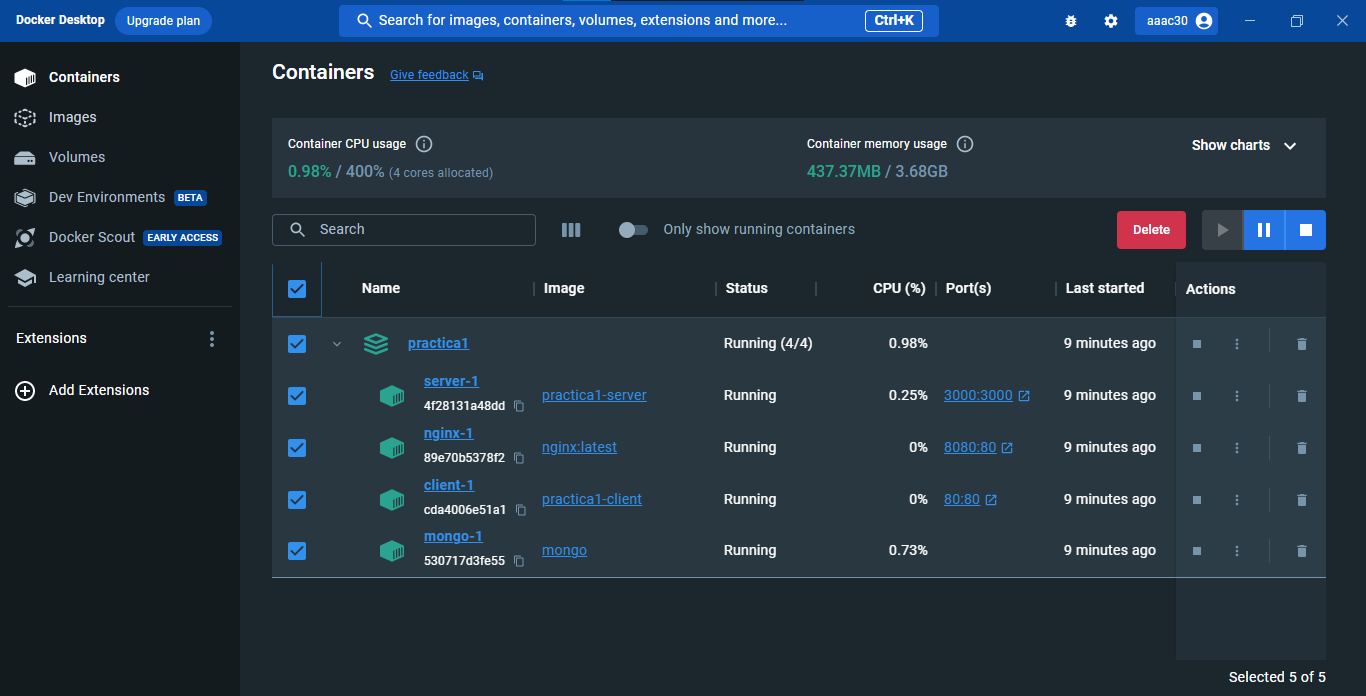 Docker Desktop
Upgrade plan
Search for images, containers, volumes, extensions and more...
Ctrl+K
aaac30
Containers
Images
Volumes
Dev Environments BETA
Docker Scout EARLY ACCESS
Learning center
Extensions
Add Extensions
Containers
Give feedback
Container CPU usage
0.98% / 400% (4 cores allocated)
Container memory usage
437.37MB / 3.68GB
Show charts
Search
Only show running containers
Delete
Name Image Status CPU (%) Port(s) Last started Actions
practica1 Running (4/4) 0.98% 9 minutes ago
server-1
4f28131a48dd practica1-server Running 0.25% 3000:3000 9 minutes ago
nginx-1
89e70b5378f2 nginx:latest Running 0% 8080:80 9 minutes ago
client-1
cda4006e51a1 practica1-client Running 0% 80:80 9 minutes ago
mongo-1
530717d3fe55 mongo Running 0.73% 9 minutes ago
Selected 5 of 5